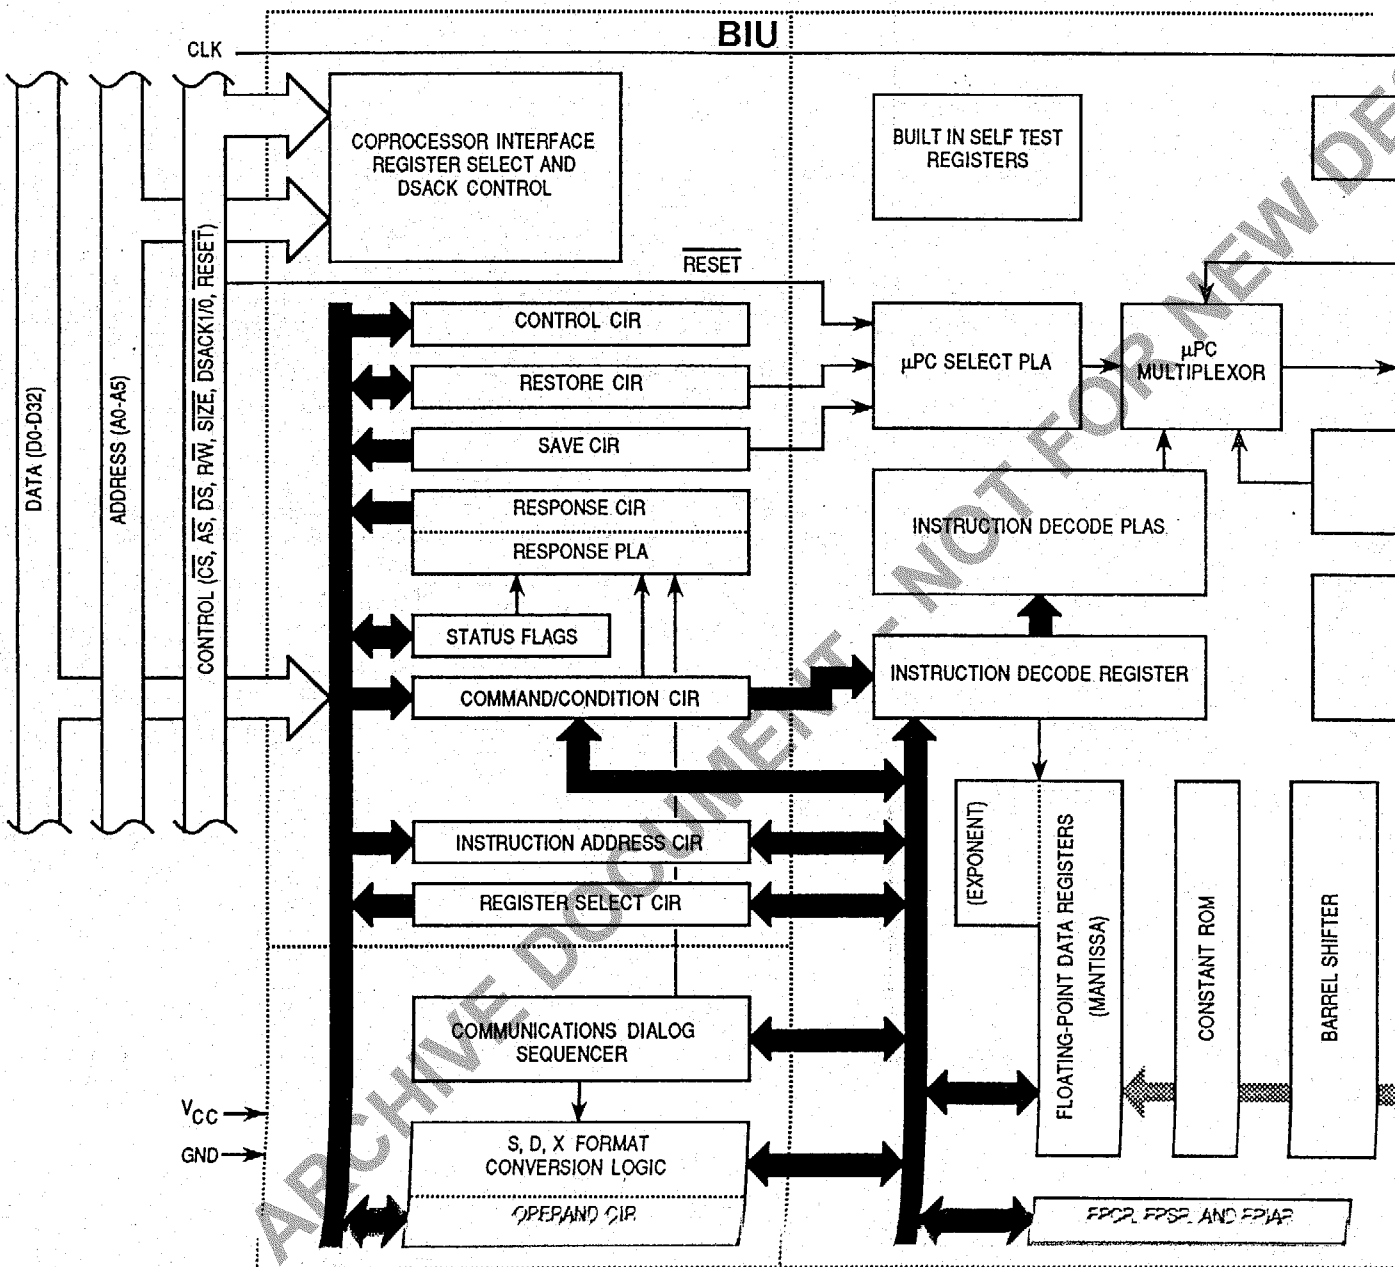 BIU
CLK
COPROCESSOR INTERFACE
REGISTER SELECT AND
DSACK CONTROL
BUILT IN SELF TEST
REGISTERS
DATA (D0-D32)
ADDRESS (A0-A5)
CONTROL (CS, AS, DS, R/W, SIZE, DSACK1/0, RESET)
RESET
CONTROL CIR
RESTORE CIR
SAVE CIR
RESPONSE CIR
RESPONSE PLA
STATUS FLAGS
COMMAND/CONDITION CIR
μPC SELECT PLA
μPC
MULTIPLEXOR
INSTRUCTION DECODE PLAS
INSTRUCTION DECODE REGISTER
INSTRUCTION ADDRESS CIR
REGISTER SELECT CIR
(EXPONENT)
FLOATING-POINT DATA REGISTERS
(MANTISSA)
CONSTANT ROM
BARREL SHIFTER
COMMUNICATIONS DIALOG
SEQUENCER
VCC
GND
S, D, X FORMAT
CONVERSION LOGIC
OPERAND CIR
FPCR, FPSR, AND FPIAR
ARCHIVE DOCUMENT - NOT FOR NEW